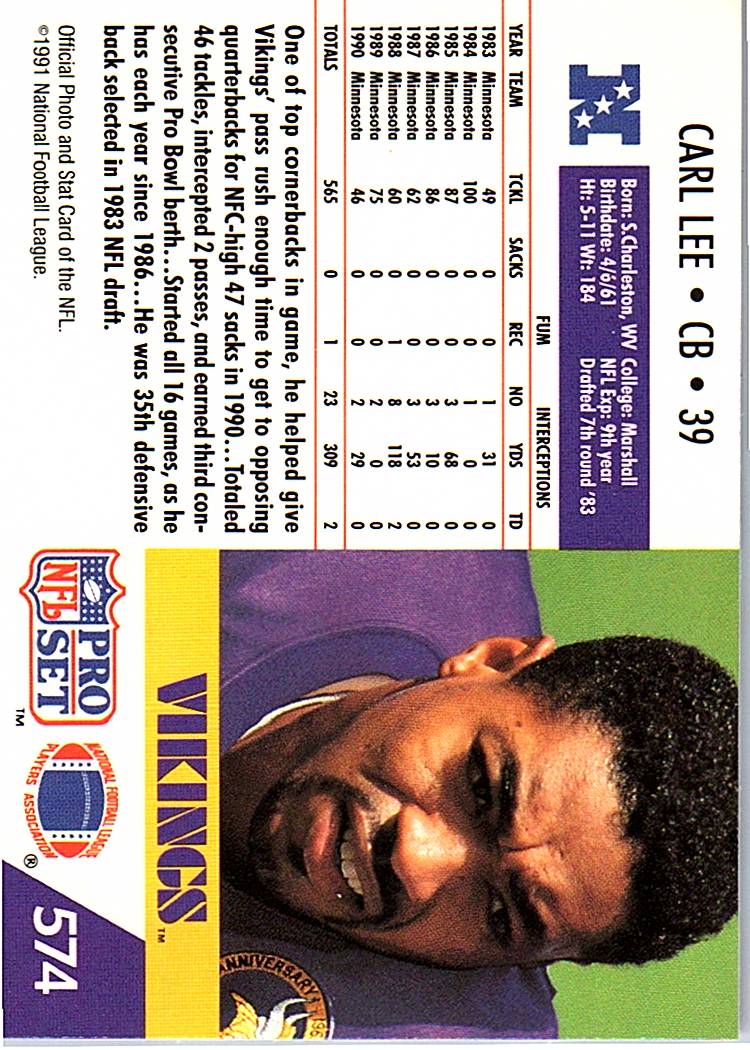 CARL LEE • CB • 39
Born: S.Charleston, WV College: Marshall
Birthdate: 4/6/61 NFL Exp: 9th year
Ht: 5-11 Wt: 184 Drafted 7th round '83
FUM INTERCEPTIONS
YEAR TEAM TCKL SACKS REC NO YDS TD
1983 Minnesota 49 0 0 1 31 0
1984 Minnesota 100 0 0 1 0 0
1985 Minnesota 87 0 0 3 68 0
1986 Minnesota 86 0 0 3 10 0
1987 Minnesota 62 0 0 3 53 0
1988 Minnesota 60 0 1 8 118 2
1989 Minnesota 75 0 0 2 0 0
1990 Minnesota 46 0 0 2 29 0
TOTALS 565 0 1 23 309 2
One of top cornerbacks in game, he helped give
Vikings' pass rush enough time to get to opposing
quarterbacks for NFC-high 47 sacks in 1990...Totaled
46 tackles, intercepted 2 passes, and earned third con-
secutive Pro Bowl berth...Started all 16 games, as he
has each year since 1986...He was 35th defensive
back selected in 1983 NFL draft.
Official Photo and Stat Card of the NFL.
©1991 National Football League.
ANNIVERSARY
VIKINGS™
NFL PRO
SET™
NATIONAL FOOTBALL LEAGUE
PLAYERS ASSOCIATION®
574